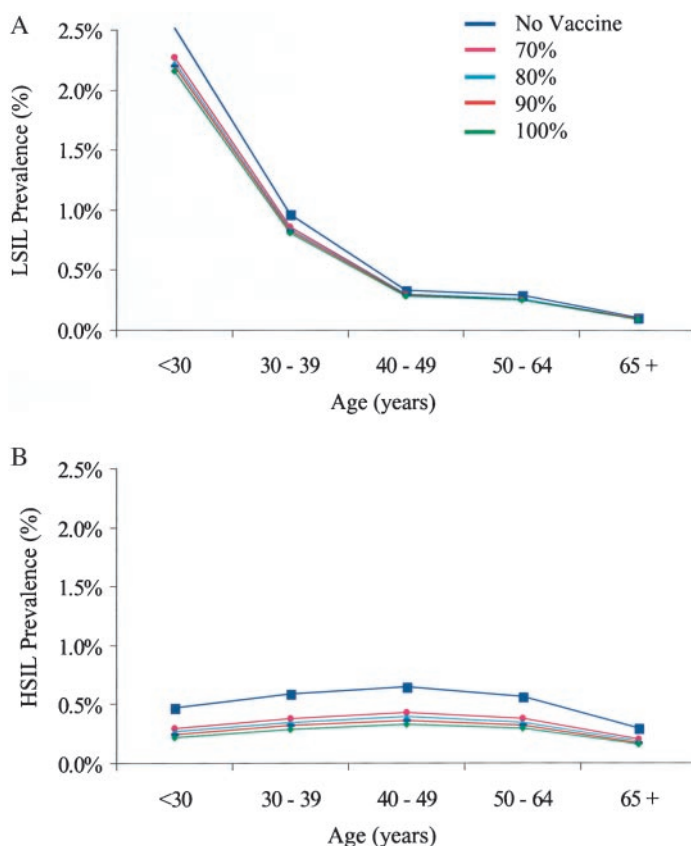 A
LSIL Prevalence (%)
2.5%
2.0%
1.5%
1.0%
0.5%
0.0%
No Vaccine
70%
80%
90%
100%
<30 30 - 39 40 - 49 50 - 64 65 +
Age (years)
B
HSIL Prevalence (%)
2.5%
2.0%
1.5%
1.0%
0.5%
0.0%
<30 30 - 39 40 - 49 50 - 64 65 +
Age (years)